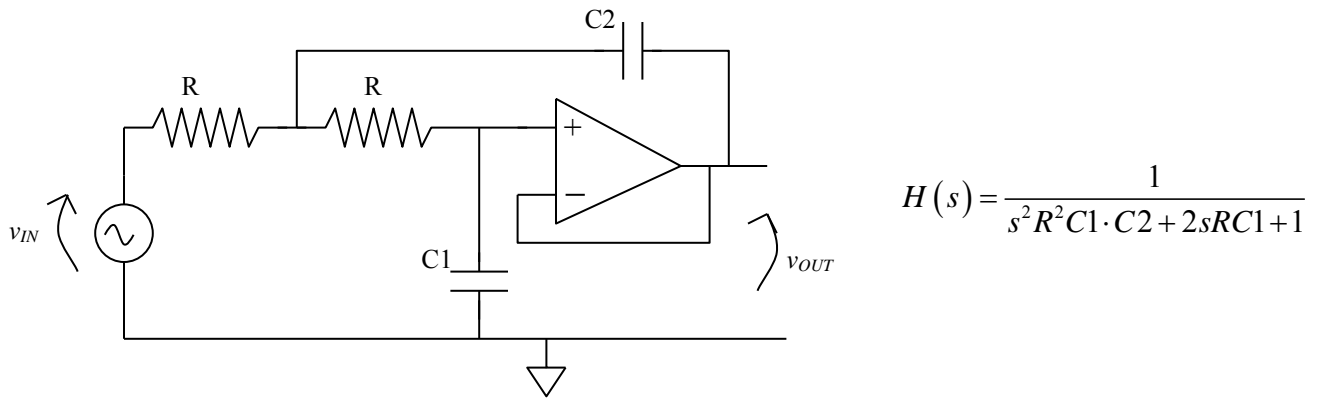 C2
R
R
+
−
v_IN
C1
v_OUT
H(s) = 1 / (s²R²C1·C2 + 2sRC1 + 1)